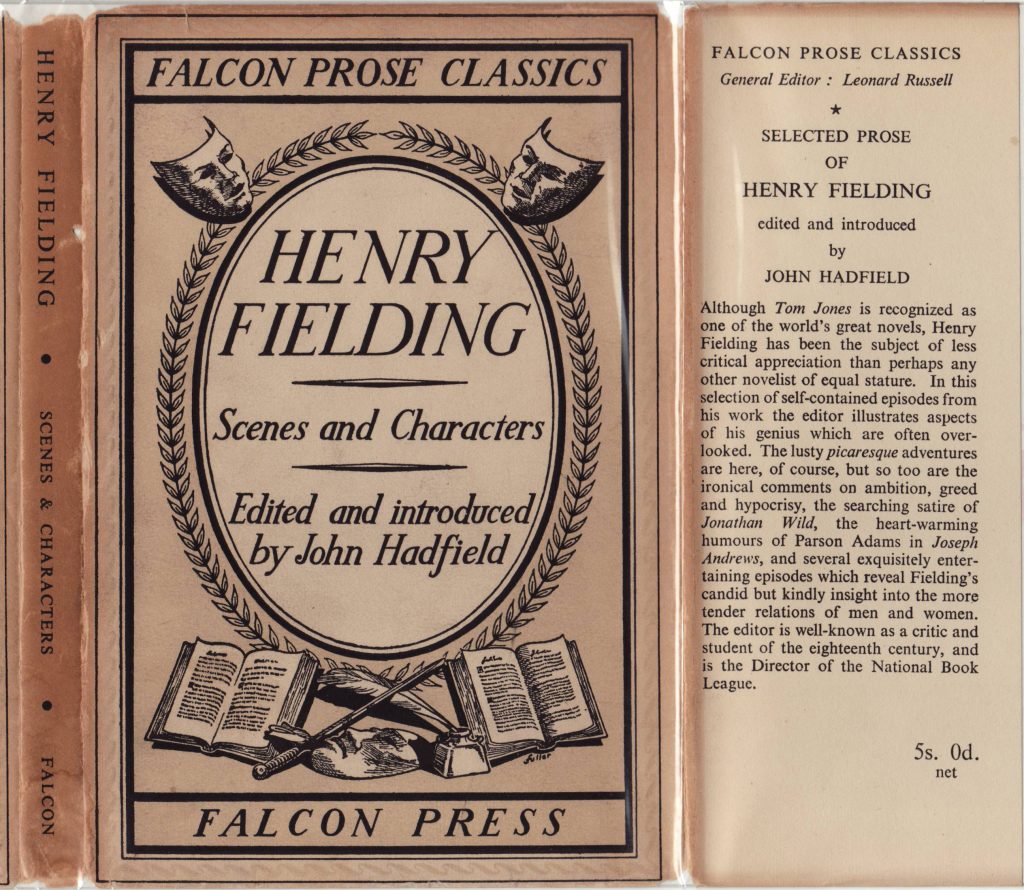 HENRY FIELDING • SCENES & CHARACTERS • FALCON
FALCON PROSE CLASSICS
HENRY
FIELDING
Scenes and Characters
Edited and introduced
by John Hadfield
Fuller
FALCON PRESS
FALCON PROSE CLASSICS
General Editor : Leonard Russell
★
SELECTED PROSE
OF
HENRY FIELDING
edited and introduced
by
JOHN HADFIELD
Although Tom Jones is recognized as
one of the world's great novels, Henry
Fielding has been the subject of less
critical appreciation than perhaps any
other novelist of equal stature. In this
selection of self-contained episodes from
his work the editor illustrates aspects
of his genius which are often over-
looked. The lusty picaresque adventures
are here, of course, but so too are the
ironical comments on ambition, greed
and hypocrisy, the searching satire of
Jonathan Wild, the heart-warming
humours of Parson Adams in Joseph
Andrews, and several exquisitely enter-
taining episodes which reveal Fielding's
candid but kindly insight into the more
tender relations of men and women.
The editor is well-known as a critic and
student of the eighteenth century, and
is the Director of the National Book
League.
5s. 0d.
net